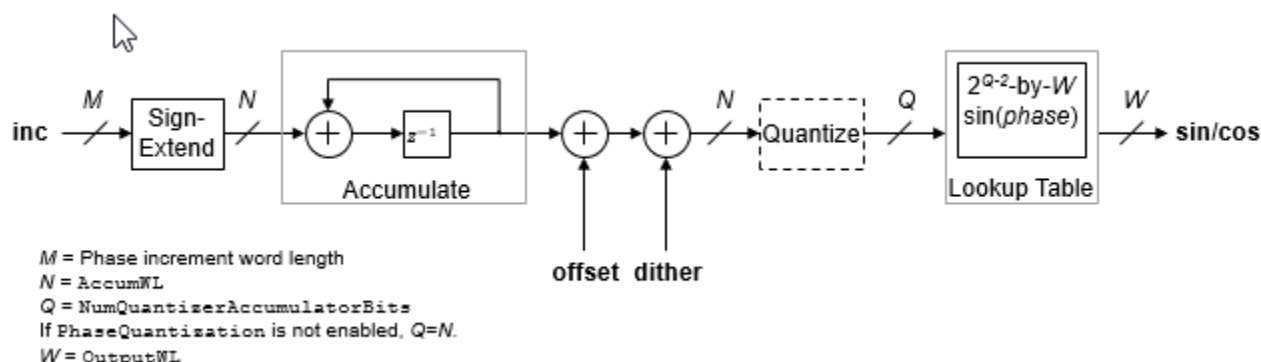 M
N
N
Q
W
inc
Sign-
Extend
z⁻¹
Accumulate
offset
dither
Quantize
2^Q-2-by-W
sin(phase)
Lookup Table
sin/cos
M = Phase increment word length
N = AccumWL
Q = NumQuantizerAccumulatorBits
If PhaseQuantization is not enabled, Q=N.
W = OutputWL